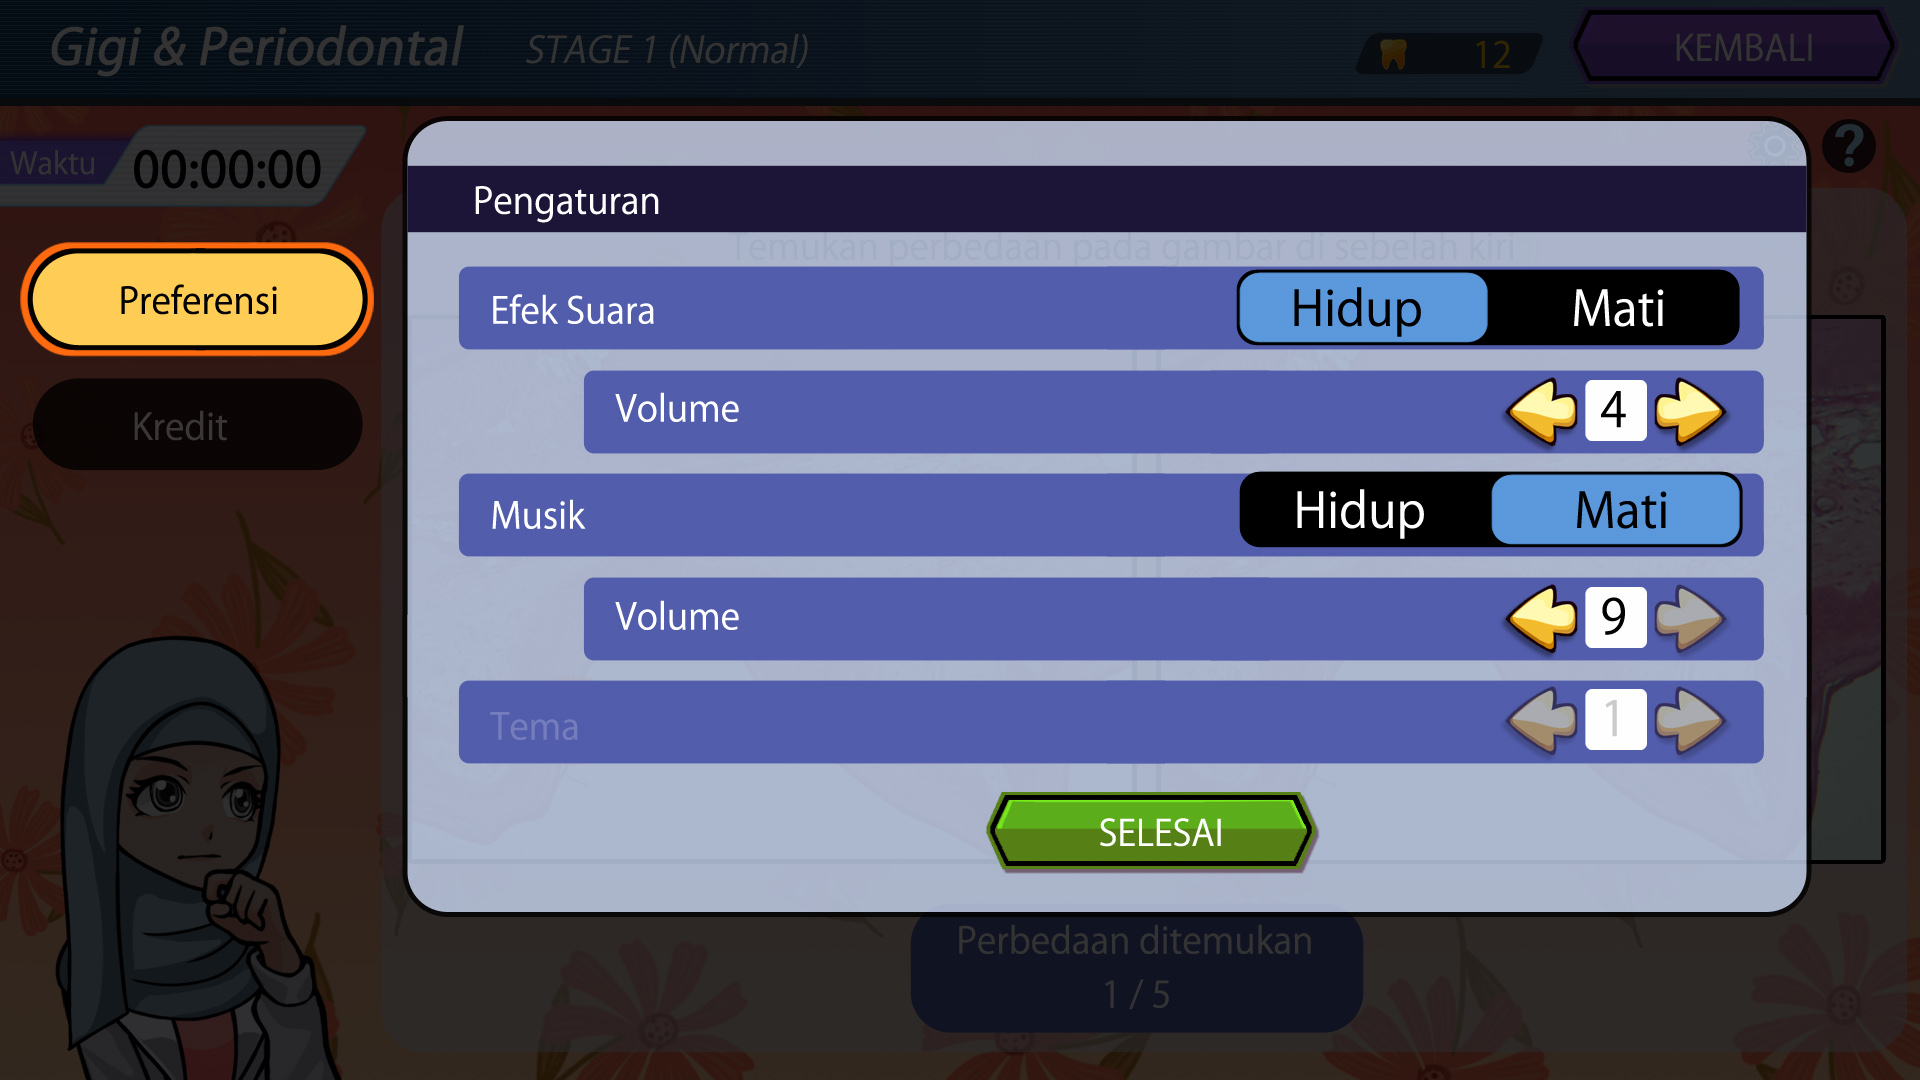 Gigi & Periodontal
STAGE 1 (Normal)
12
KEMBALI
Waktu
00:00:00
?
Pengaturan
Temukan perbedaan pada gambar di sebelah kiri
Preferensi
Kredit
Efek Suara
Hidup
Mati
Volume
4
Musik
Hidup
Mati
Volume
9
Tema
1
SELESAI
Perbedaan ditemukan
1 / 5